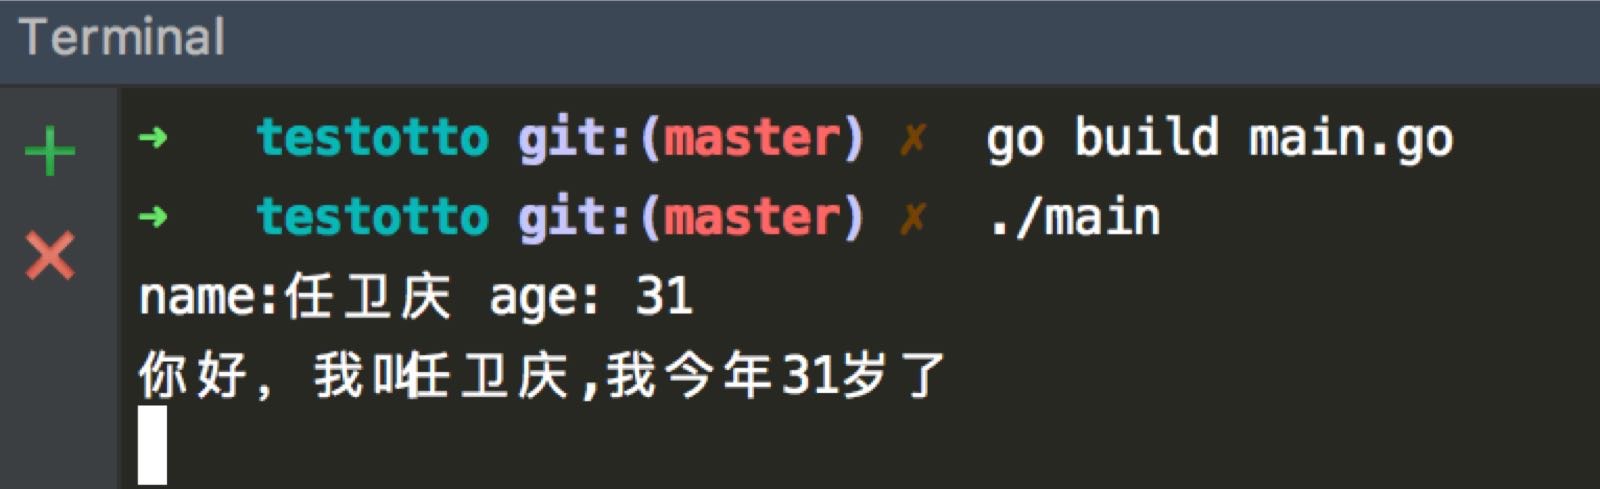 Terminal
➜ testotto git:(master) ✗ go build main.go
➜ testotto git:(master) ✗ ./main
name:任卫庆 age: 31
你好，我叫任卫庆,我今年31岁了